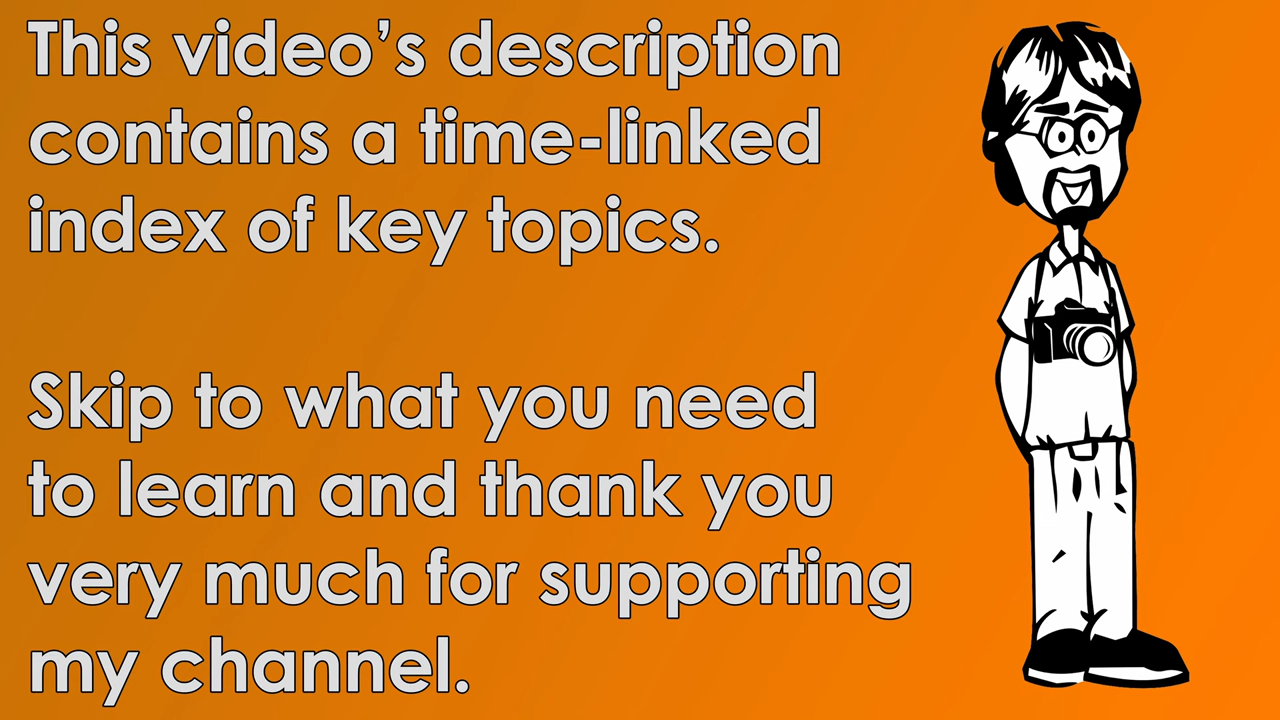 This video’s description
contains a time-linked
index of key topics.
Skip to what you need
to learn and thank you
very much for supporting
my channel.